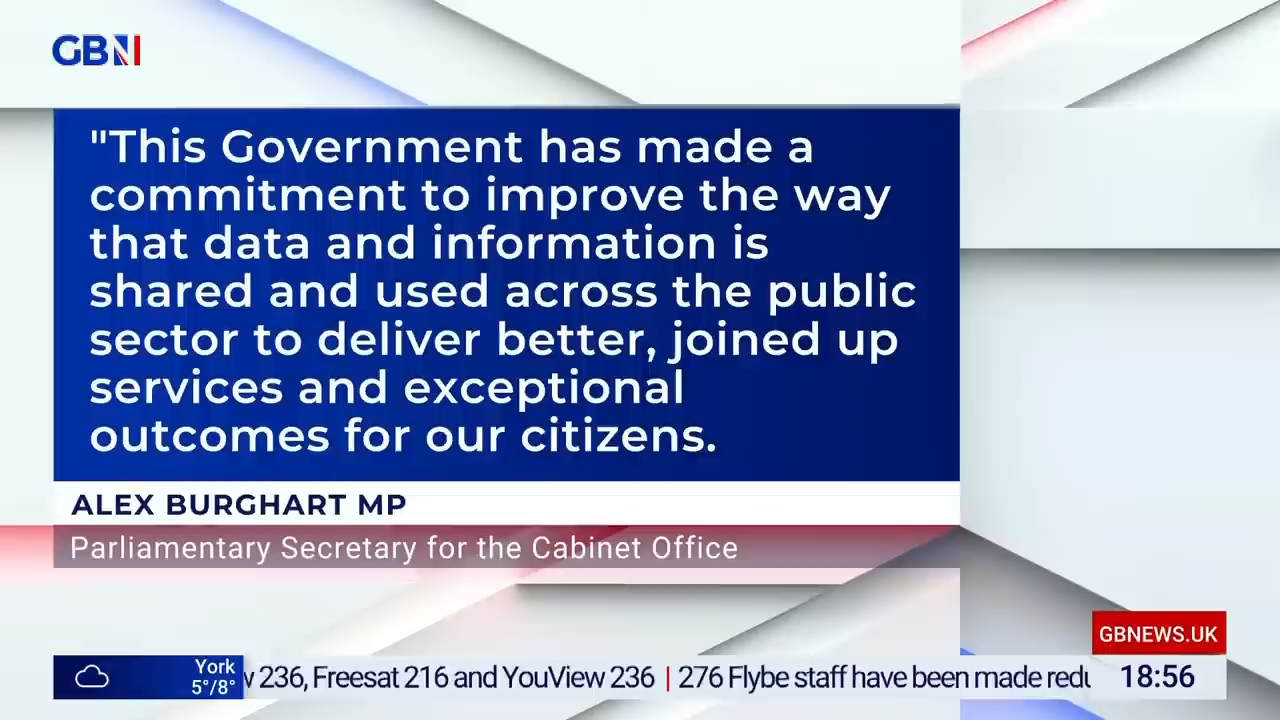 GBN
"This Government has made a
commitment to improve the way
that data and information is
shared and used across the public
sector to deliver better, joined up
services and exceptional
outcomes for our citizens.
ALEX BURGHART MP
Parliamentary Secretary for the Cabinet Office
GBNEWS.UK
York
5°/8°
236, Freesat 216 and YouView 236 | 276 Flybe staff have been made
18:56